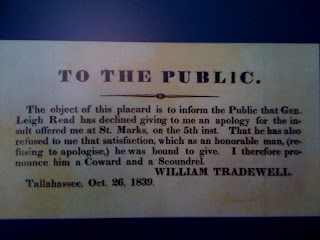 TO THE PUBLIC.
The object of this placard is to inform the Public that Gen.
Leigh Read has declined giving to me an apology for the in-
sult offered me at St. Marks, on the 5th inst. That he has also
refused to me that satisfaction, which as an honorable man, (re-
fusing to apologise,) he was bound to give. I therefore pro-
nounce him a Coward and a Scoundrel.
WILLIAM TRADEWELL.
Tallahassee, Oct. 26, 1839.